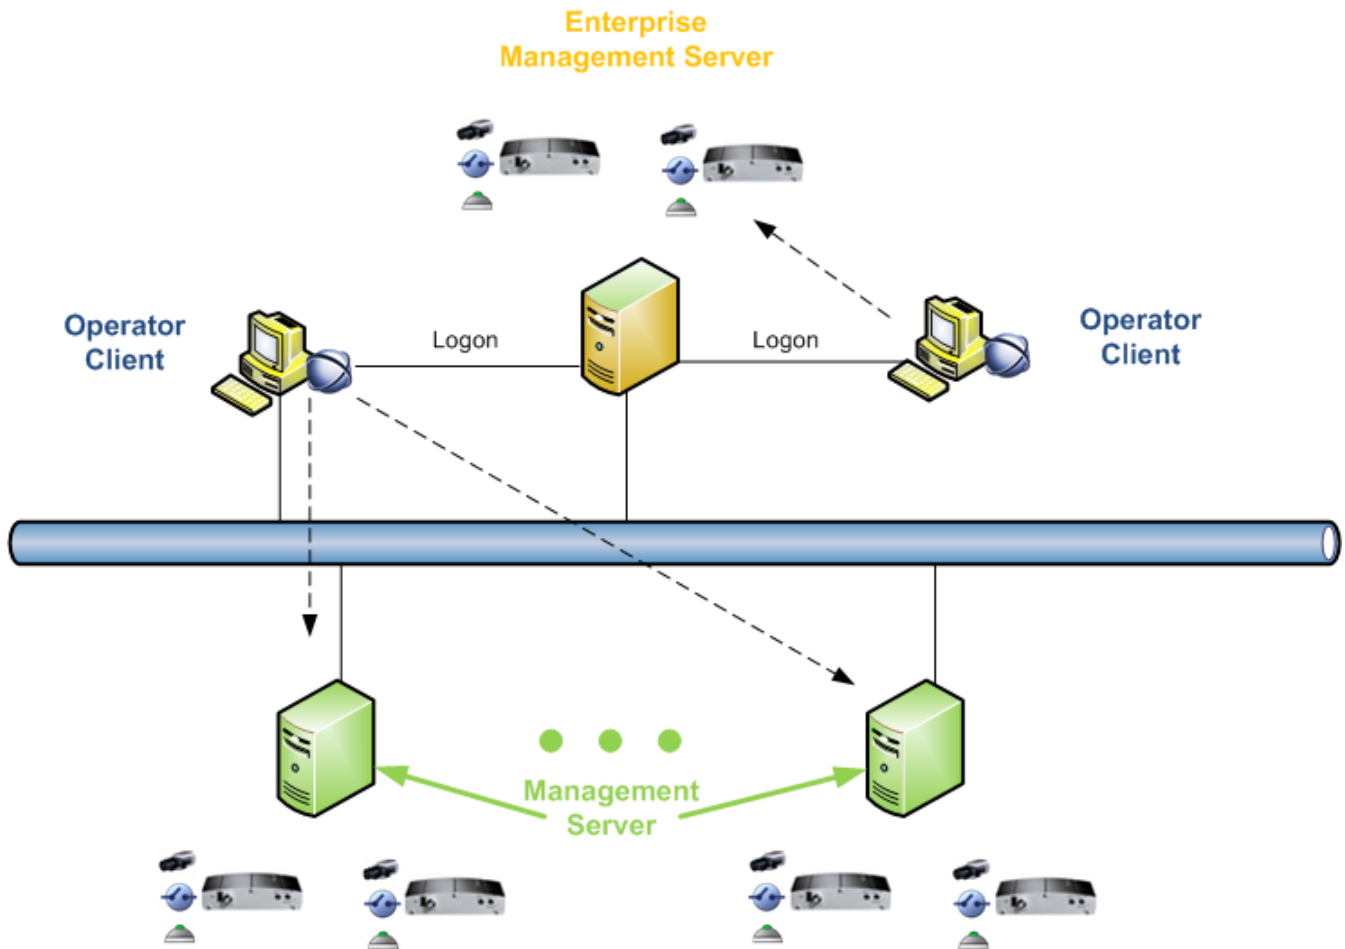 Enterprise
Management Server
Operator
Client
Logon
Logon
Operator
Client
Management
Server